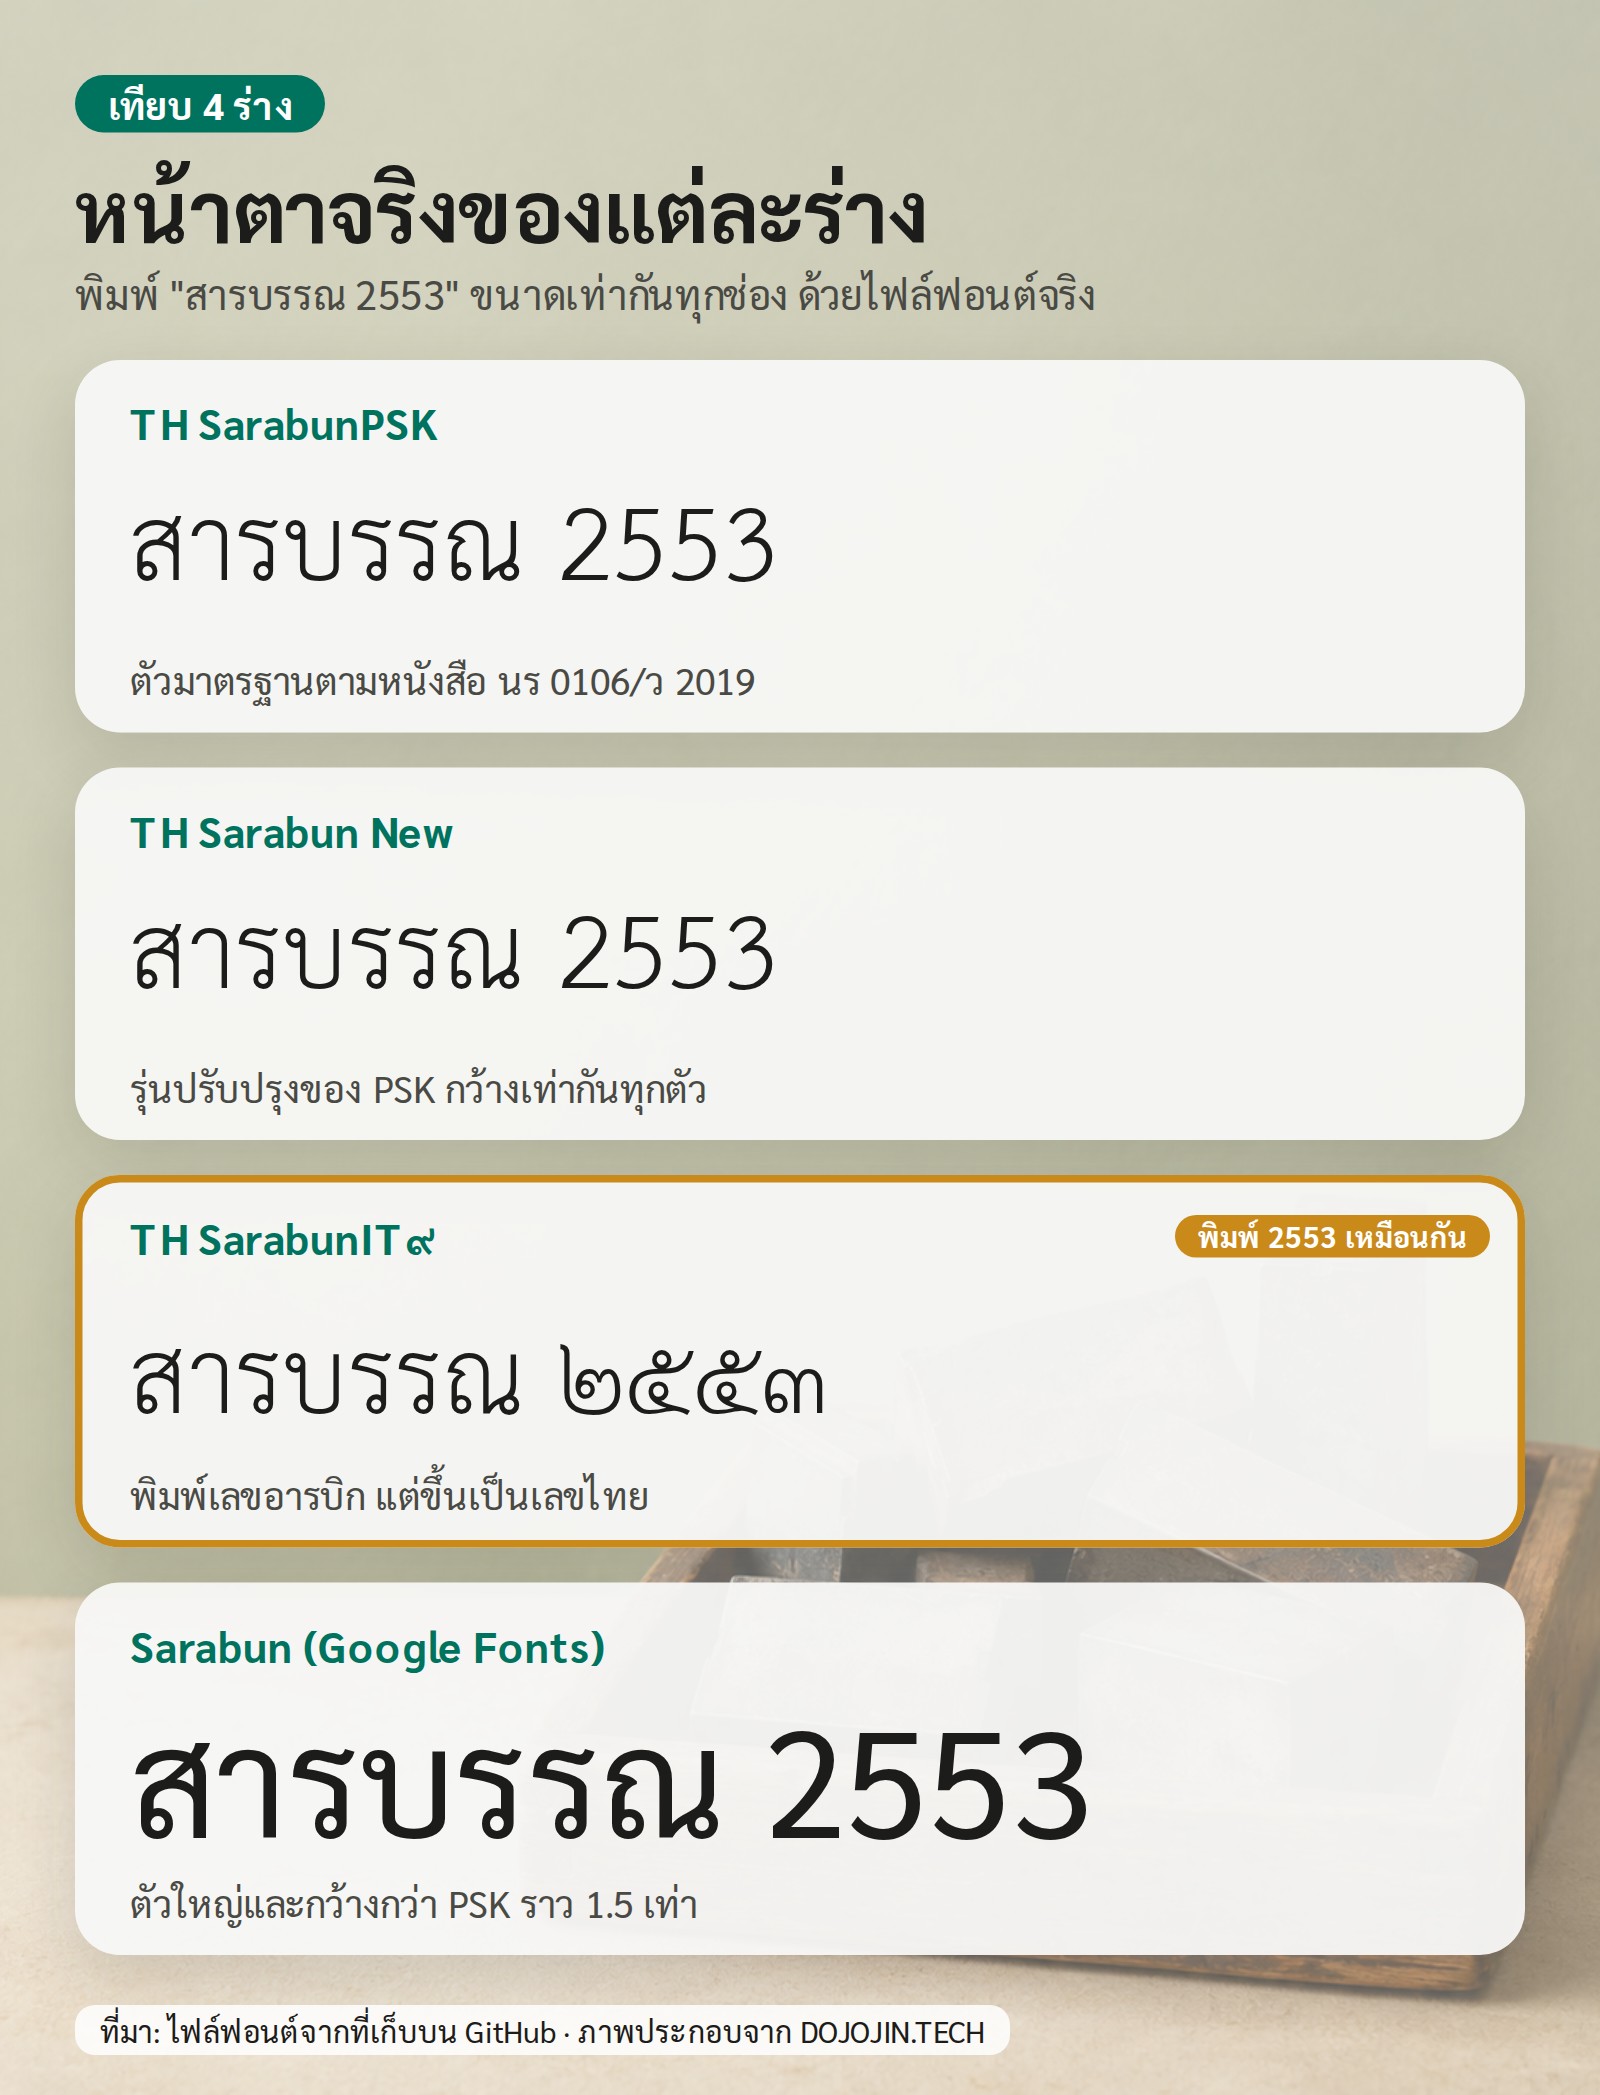 เทียบ 4 ร่าง
หน้าตาจริงของแต่ละร่าง
พิมพ์ "สารบรรณ 2553" ขนาดเท่ากันทุกช่อง ด้วยไฟล์ฟอนต์จริง
TH SarabunPSK
สารบรรณ 2553
ตัวมาตรฐานตามหนังสือ นร 0106/ว 2019
TH Sarabun New
สารบรรณ 2553
รุ่นปรับปรุงของ PSK กว้างเท่ากันทุกตัว
TH SarabunIT๙
พิมพ์ 2553 เหมือนกัน
สารบรรณ ๒๕๕๓
พิมพ์เลขอารบิก แต่ขึ้นเป็นเลขไทย
Sarabun (Google Fonts)
สารบรรณ 2553
ตัวใหญ่และกว้างกว่า PSK ราว 1.5 เท่า
ที่มา: ไฟล์ฟอนต์จากที่เก็บบน GitHub · ภาพประกอบจาก DOJOJIN.TECH